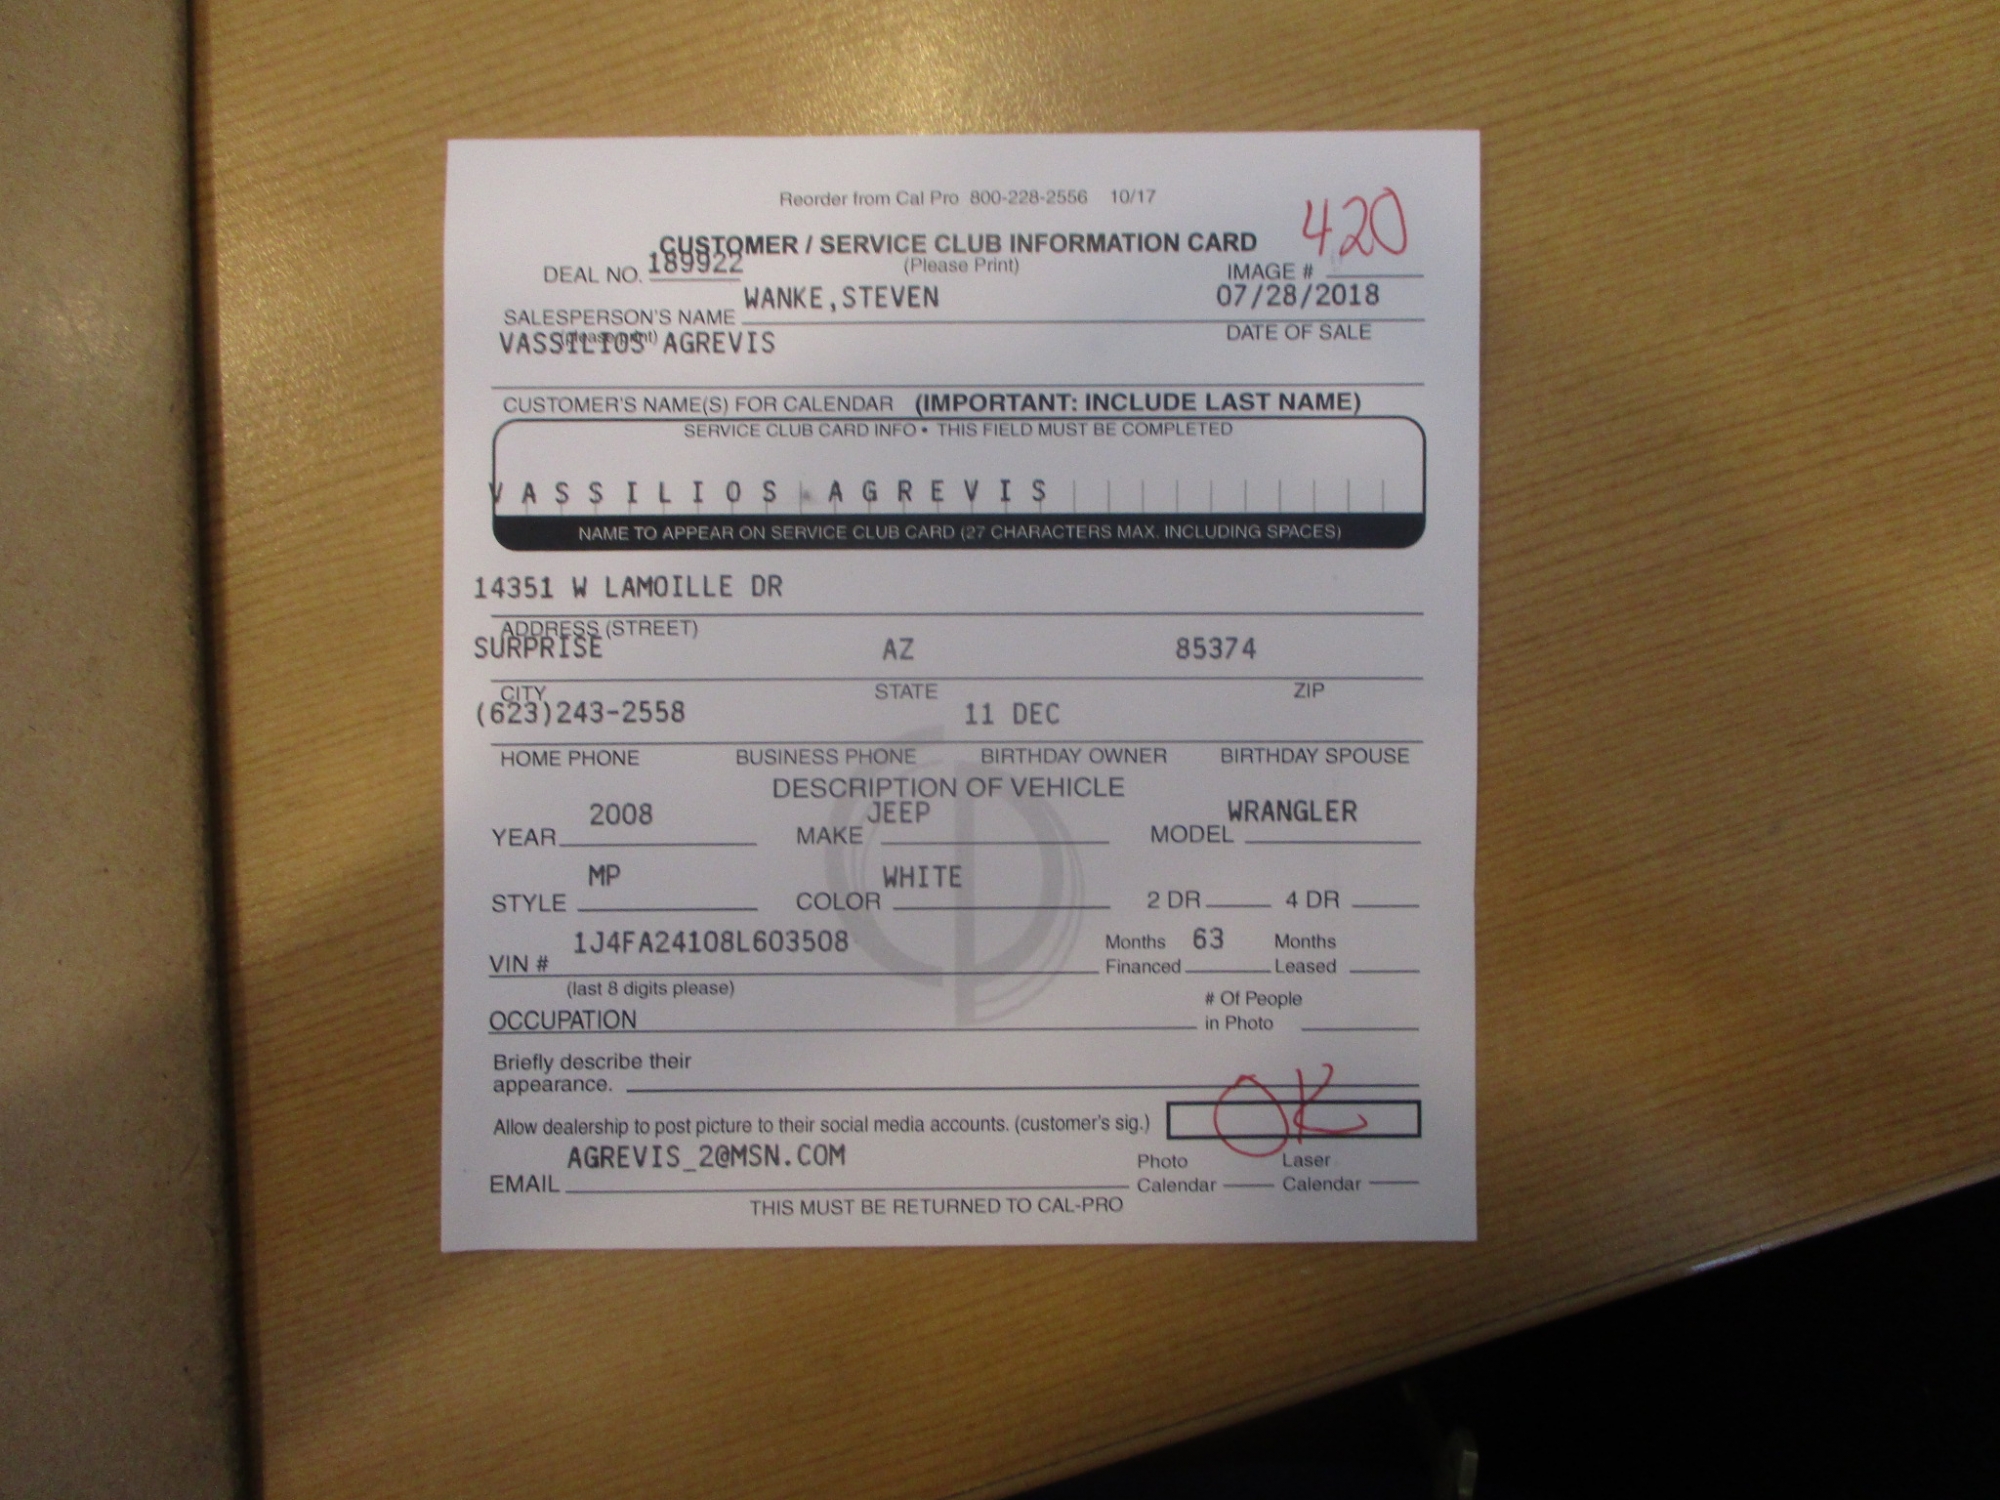 Reorder from Cal Pro 800-228-2556 10/17
420
CUSTOMER / SERVICE CLUB INFORMATION CARD
DEAL NO. 189922 (Please Print) IMAGE #
WANKE,STEVEN 07/28/2018
SALESPERSON'S NAME DATE OF SALE
(please print)
VASSILIOS AGREVIS
CUSTOMER'S NAME(S) FOR CALENDAR (IMPORTANT: INCLUDE LAST NAME)
SERVICE CLUB CARD INFO • THIS FIELD MUST BE COMPLETED
VASSILIOS AGREVIS
NAME TO APPEAR ON SERVICE CLUB CARD (27 CHARACTERS MAX. INCLUDING SPACES)
14351 W LAMOILLE DR
ADDRESS (STREET)
SURPRISE AZ 85374
CITY STATE ZIP
(623)243-2558 11 DEC
HOME PHONE BUSINESS PHONE BIRTHDAY OWNER BIRTHDAY SPOUSE
DESCRIPTION OF VEHICLE
YEAR 2008 MAKE JEEP MODEL WRANGLER
STYLE MP COLOR WHITE 2 DR 4 DR
VIN # 1J4FA24108L603508 Months Financed 63 Months Leased
(last 8 digits please)
OCCUPATION # Of People in Photo
Briefly describe their
appearance.
Allow dealership to post picture to their social media accounts. (customer's sig.) OK
EMAIL AGREVIS_2@MSN.COM Photo Calendar Laser Calendar
THIS MUST BE RETURNED TO CAL-PRO